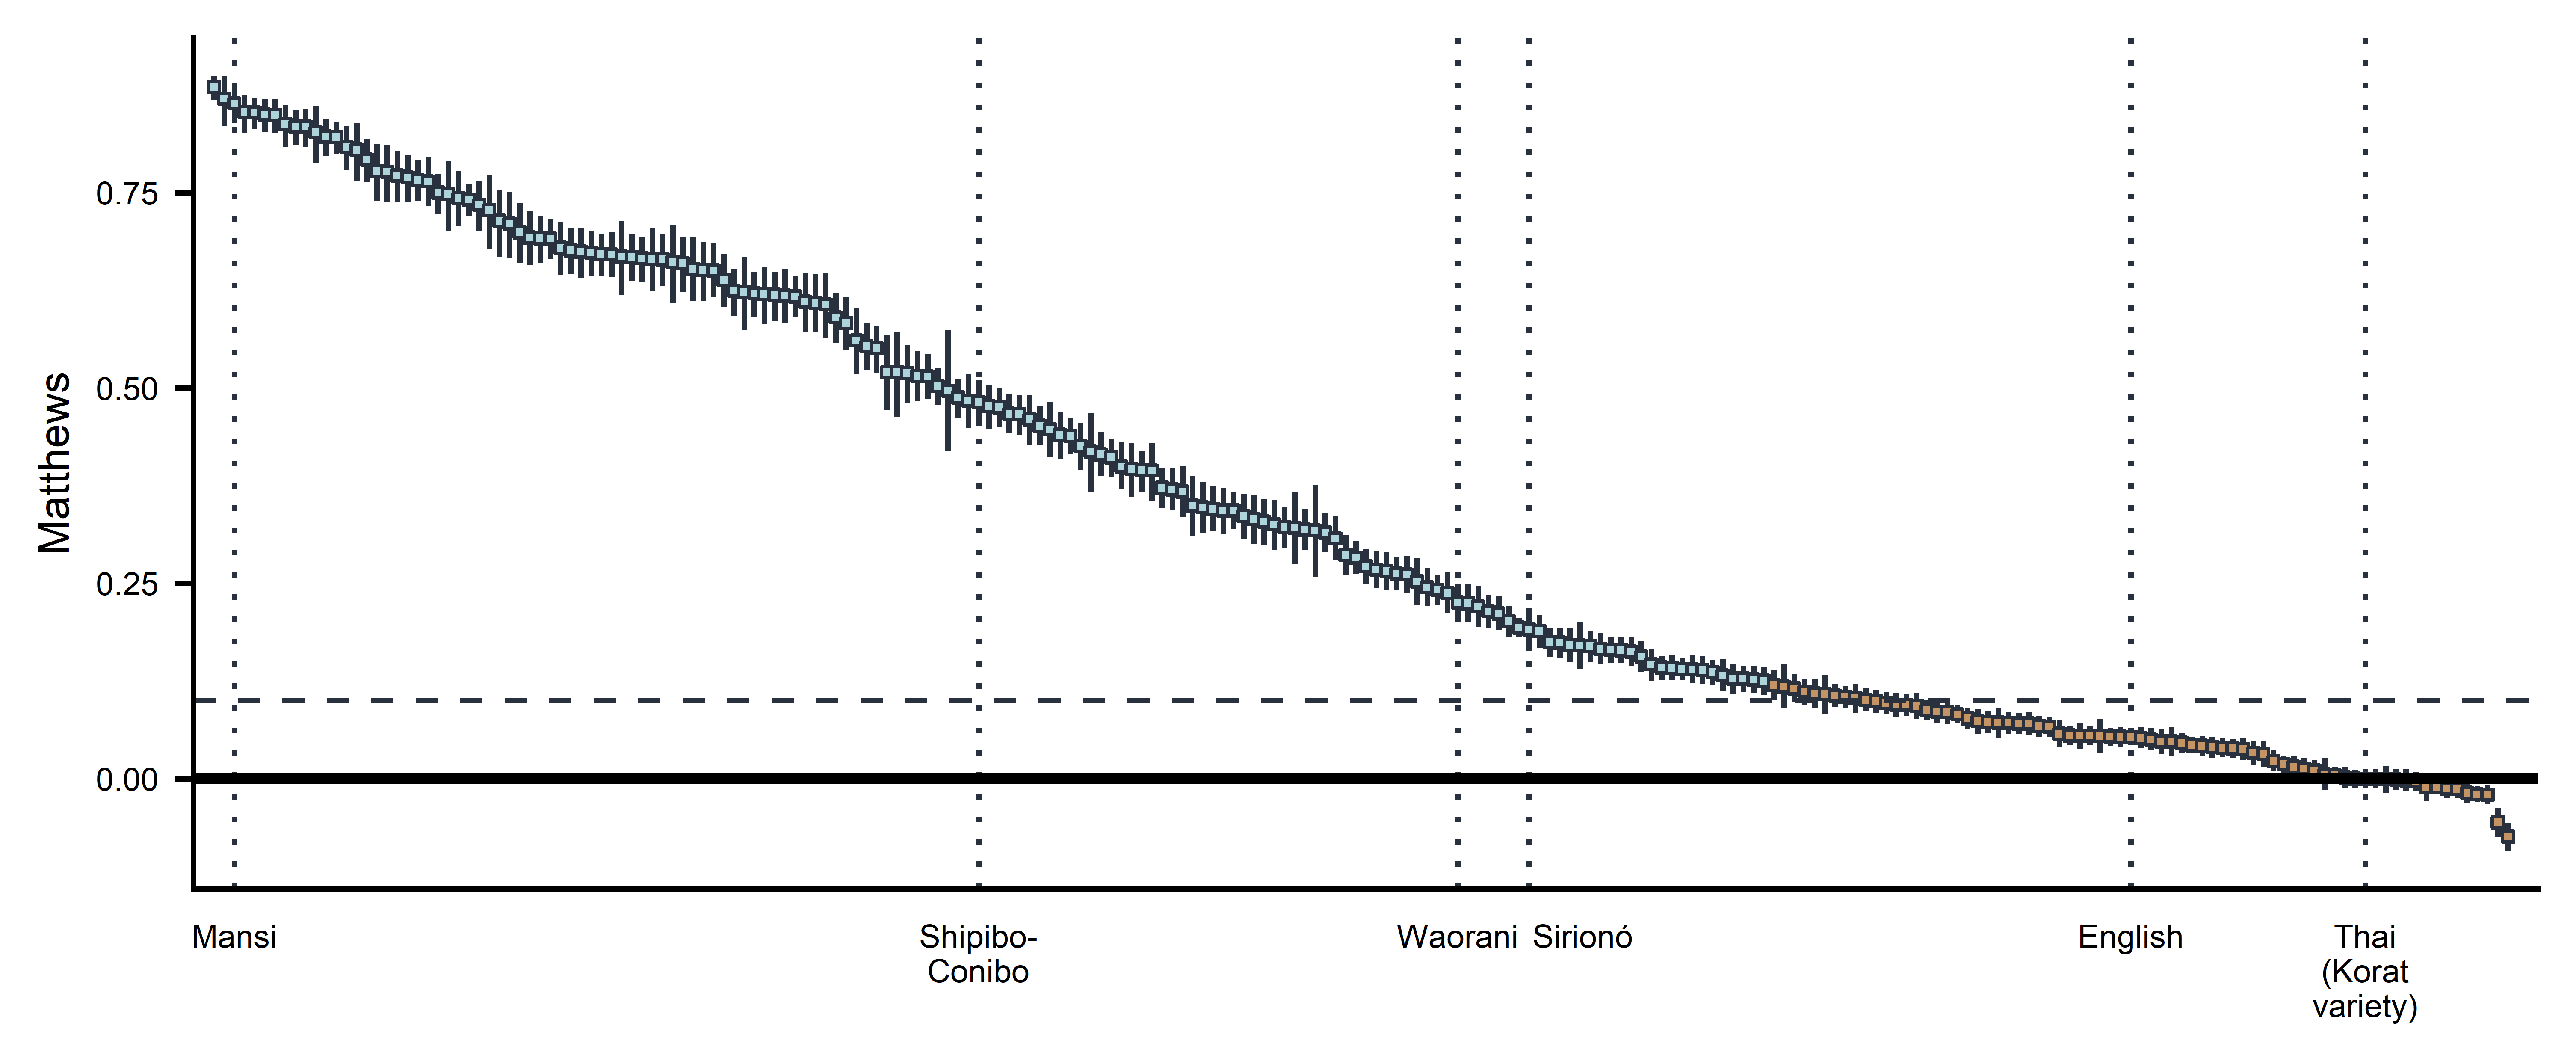 Matthews
0.75
0.50
0.25
0.00
Mansi
Shipibo-
Conibo
Waorani
Sirionó
English
Thai
(Korat
variety)